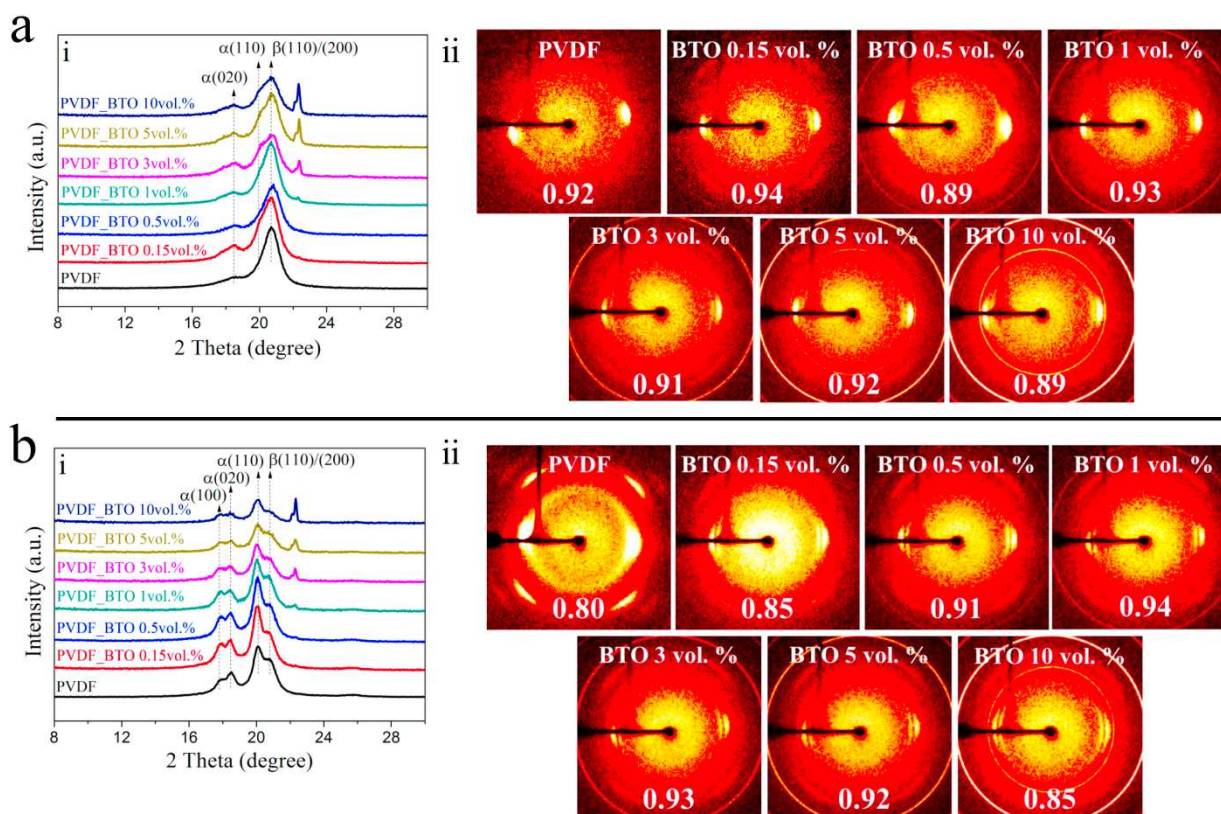 a
i
α(110) β(110)/(200)
α(020)
PVDF_BTO 10vol.%
PVDF_BTO 5vol.%
PVDF_BTO 3vol.%
PVDF_BTO 1vol.%
PVDF_BTO 0.5vol.%
PVDF_BTO 0.15vol.%
PVDF
Intensity (a.u.)
8 12 16 20 24 28
2 Theta (degree)
ii
PVDF BTO 0.15 vol. % BTO 0.5 vol. % BTO 1 vol. %
0.92 0.94 0.89 0.93
BTO 3 vol. % BTO 5 vol. % BTO 10 vol. %
0.91 0.92 0.89
b
i
α(110) β(110)/(200)
α(020)
α(100)
PVDF_BTO 10vol.%
PVDF_BTO 5vol.%
PVDF_BTO 3vol.%
PVDF_BTO 1vol.%
PVDF_BTO 0.5vol.%
PVDF_BTO 0.15vol.%
PVDF
Intensity (a.u.)
8 12 16 20 24 28
2 Theta (degree)
ii
PVDF BTO 0.15 vol. % BTO 0.5 vol. % BTO 1 vol. %
0.80 0.85 0.91 0.94
BTO 3 vol. % BTO 5 vol. % BTO 10 vol. %
0.93 0.92 0.85